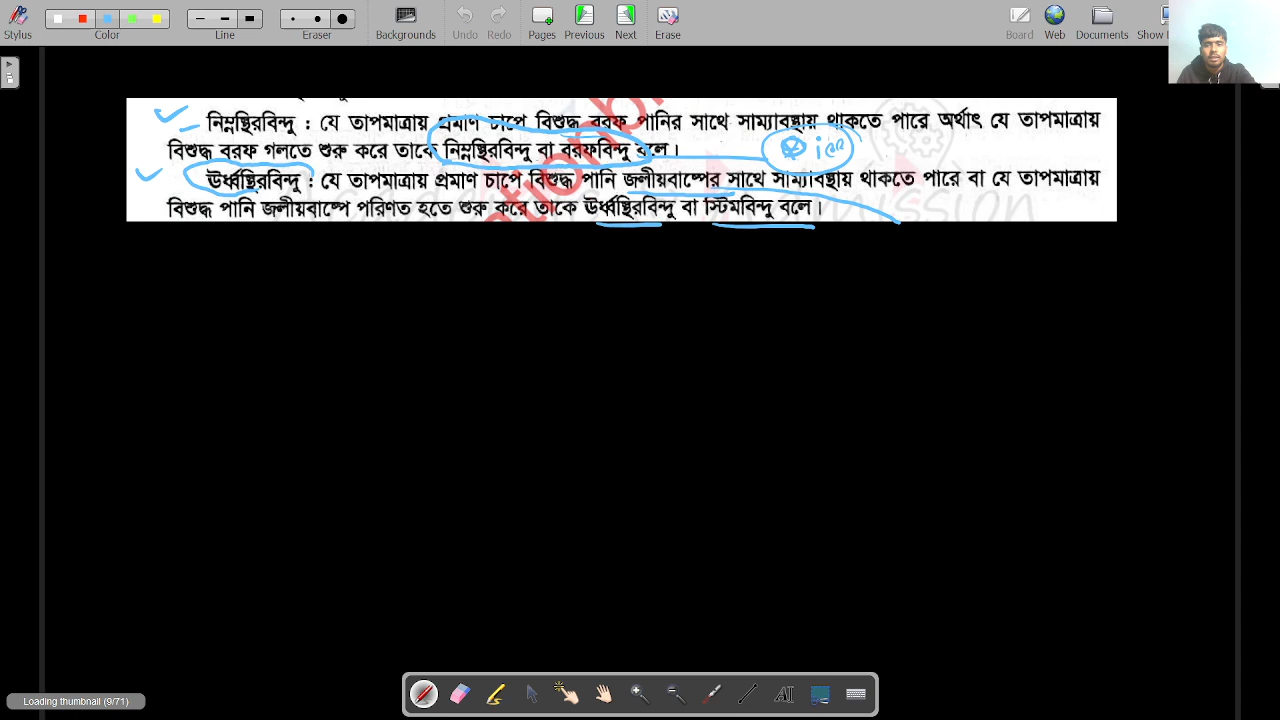 Stylus
Color
Line
Eraser
Backgrounds
Undo
Redo
Pages
Previous
Next
Erase
Board
Web
Documents
Show
নিম্নস্থিরবিন্দু : যে তাপমাত্রায় প্রমাণ চাপে বিশুদ্ধ বরফ পানির সাথে সাম্যাবস্থায় থাকতে পারে অর্থাৎ যে তাপমাত্রায়
বিশুদ্ধ বরফ গলতে শুরু করে তাকে নিম্নস্থিরবিন্দু বা বরফবিন্দু বলে।
ice
ঊর্ধ্বস্থিরবিন্দু : যে তাপমাত্রায় প্রমাণ চাপে বিশুদ্ধ পানি জলীয়বাষ্পের সাথে সাম্যাবস্থায় থাকতে পারে বা যে তাপমাত্রায়
বিশুদ্ধ পানি জলীয়বাষ্পে পরিণত হতে শুরু করে তাকে ঊর্ধ্বস্থিরবিন্দু বা স্টিমবিন্দু বলে।
Loading thumbnail (9/71)